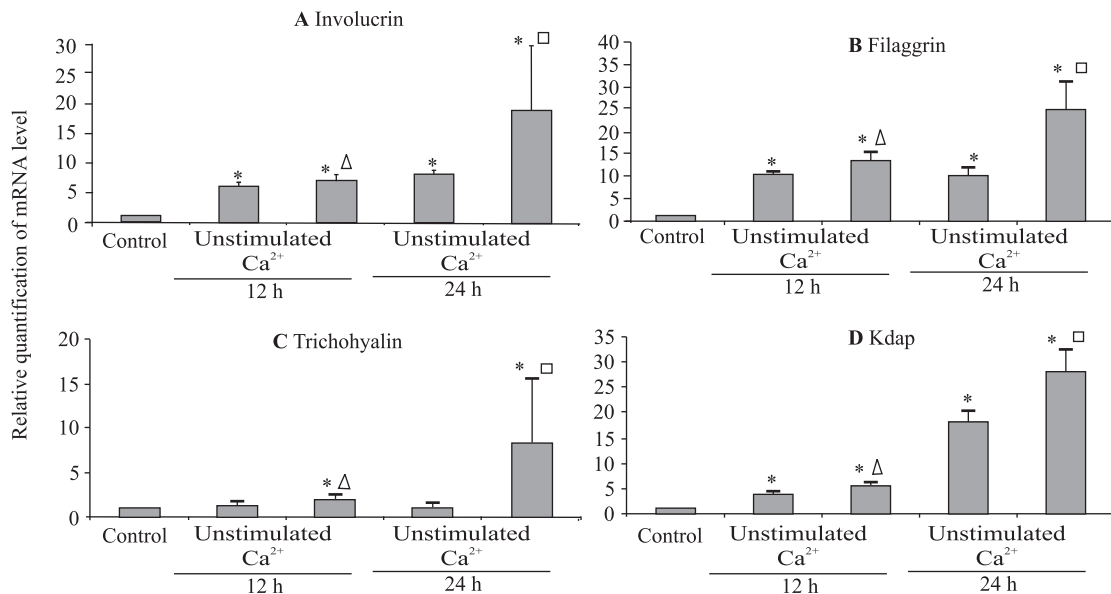 Relative quantification of mRNA level
A Involucrin
30
25
20
15
10
5
0
* * Δ * * □
Control Unstimulated Unstimulated
Ca²⁺ Ca²⁺
12 h 24 h
B Filaggrin
40
35
30
25
20
15
10
5
0
* * Δ * * □
Control Unstimulated Unstimulated
Ca²⁺ Ca²⁺
12 h 24 h
C Trichohyalin
20
15
10
5
0
* Δ * □
Control Unstimulated Unstimulated
Ca²⁺ Ca²⁺
12 h 24 h
D Kdap
35
30
25
20
15
10
5
0
* * Δ * * □
Control Unstimulated Unstimulated
Ca²⁺ Ca²⁺
12 h 24 h